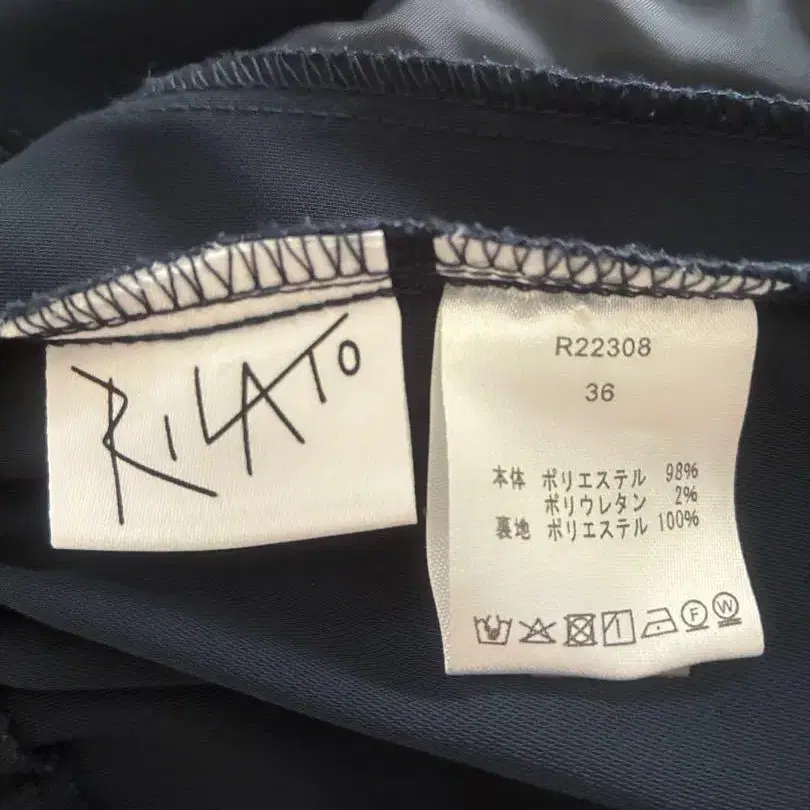 RILATO
R22308
36
本体 ポリエステル 98%
ポリウレタン 2%
裏地 ポリエステル 100%
F
W